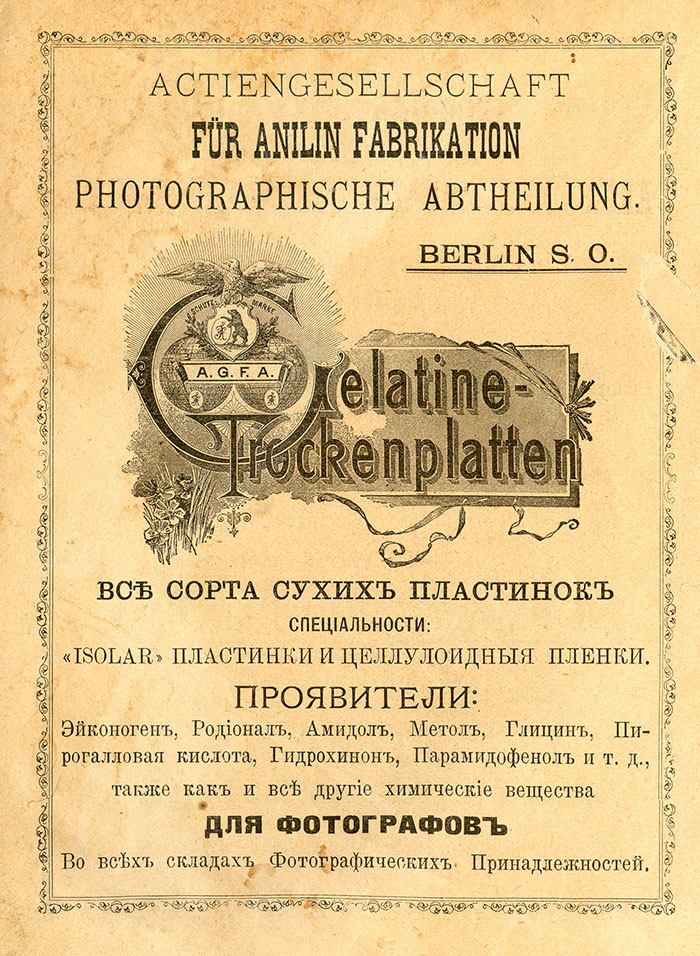 ACTIENGESELLSCHAFT
FÜR ANILIN FABRIKATION
PHOTOGRAPHISCHE ABTHEILUNG.
BERLIN S. O.
SCHUTZ MARKE
A.G.F.A.
Gelatine-
Trockenplatten
ВСѢ СОРТА СУХИХЪ ПЛАСТИНОКЪ
СПЕЦІАЛЬНОСТИ:
«ISOLAR» ПЛАСТИНКИ И ЦЕЛЛУЛОИДНЫЯ ПЛЕНКИ.
ПРОЯВИТЕЛИ:
Эйконогенъ, Родіоналъ, Амидолъ, Метолъ, Глицинъ, Пи-
рогалловая кислота, Гидрохинонъ, Парамидофенолъ и т. д.,
также какъ и всѣ другіе химическіе вещества
ДЛЯ ФОТОГРАФОВЪ
Во всѣхъ складахъ Фотографическихъ Принадлежностей.